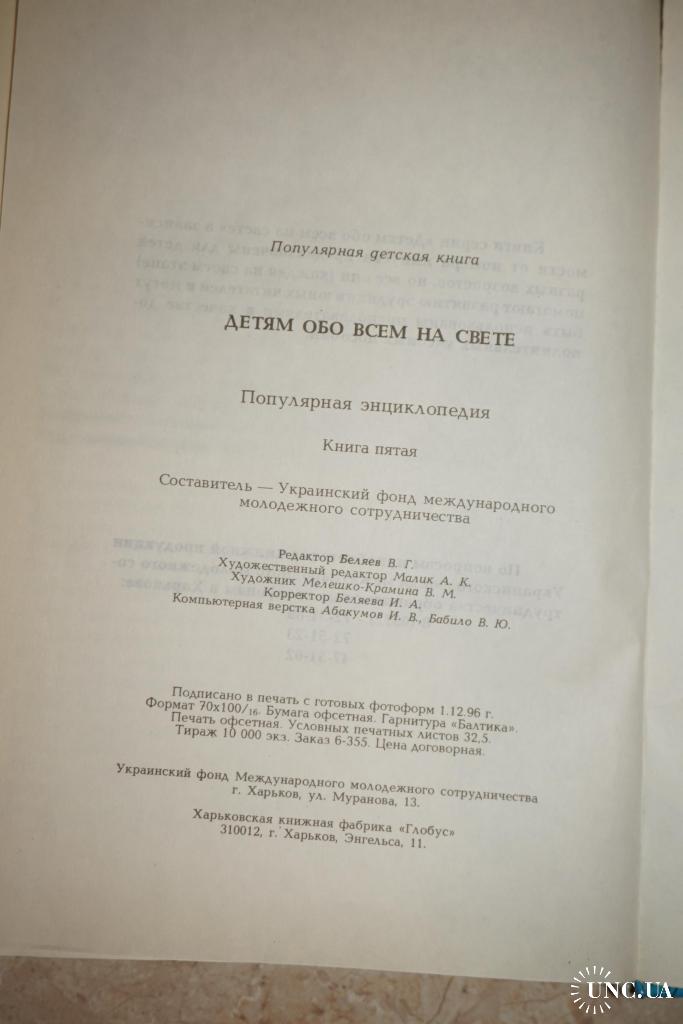 Популярная детская книга
ДЕТЯМ ОБО ВСЕМ НА СВЕТЕ
Популярная энциклопедия
Книга пятая
Составитель — Украинский фонд международного
молодежного сотрудничества
Редактор Беляев В. Г.
Художественный редактор Малик А. К.
Художник Мелешко-Крамина В. М.
Корректор Беляева И. А.
Компьютерная верстка Абакумов И. В., Бабило В. Ю.
Подписано в печать с готовых фотоформ 1.12.96 г.
Формат 70х100/16. Бумага офсетная. Гарнитура «Балтика».
Печать офсетная. Условных печатных листов 32,5.
Тираж 10 000 экз. Заказ 6-355. Цена договорная.
Украинский фонд Международного молодежного сотрудничества
г. Харьков, ул. Муранова, 13.
Харьковская книжная фабрика «Глобус»
310012, г. Харьков, Энгельса, 11.
UNC.UA